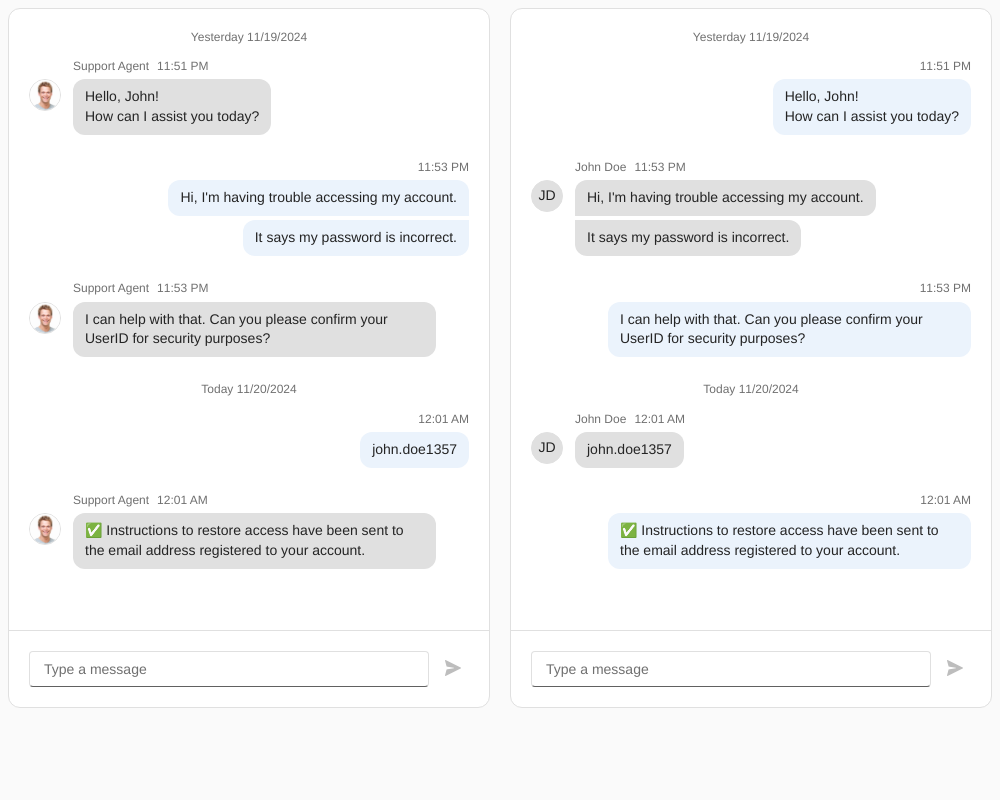 Yesterday 11/19/2024
Support Agent 11:51 PM
Hello, John!
How can I assist you today?
11:53 PM
Hi, I'm having trouble accessing my account.
It says my password is incorrect.
Support Agent 11:53 PM
I can help with that. Can you please confirm your
UserID for security purposes?
Today 11/20/2024
12:01 AM
john.doe1357
Support Agent 12:01 AM
✅ Instructions to restore access have been sent to
the email address registered to your account.
Type a message
Yesterday 11/19/2024
11:51 PM
Hello, John!
How can I assist you today?
John Doe 11:53 PM
JD
Hi, I'm having trouble accessing my account.
It says my password is incorrect.
11:53 PM
I can help with that. Can you please confirm your
UserID for security purposes?
Today 11/20/2024
John Doe 12:01 AM
JD
john.doe1357
12:01 AM
✅ Instructions to restore access have been sent to
the email address registered to your account.
Type a message